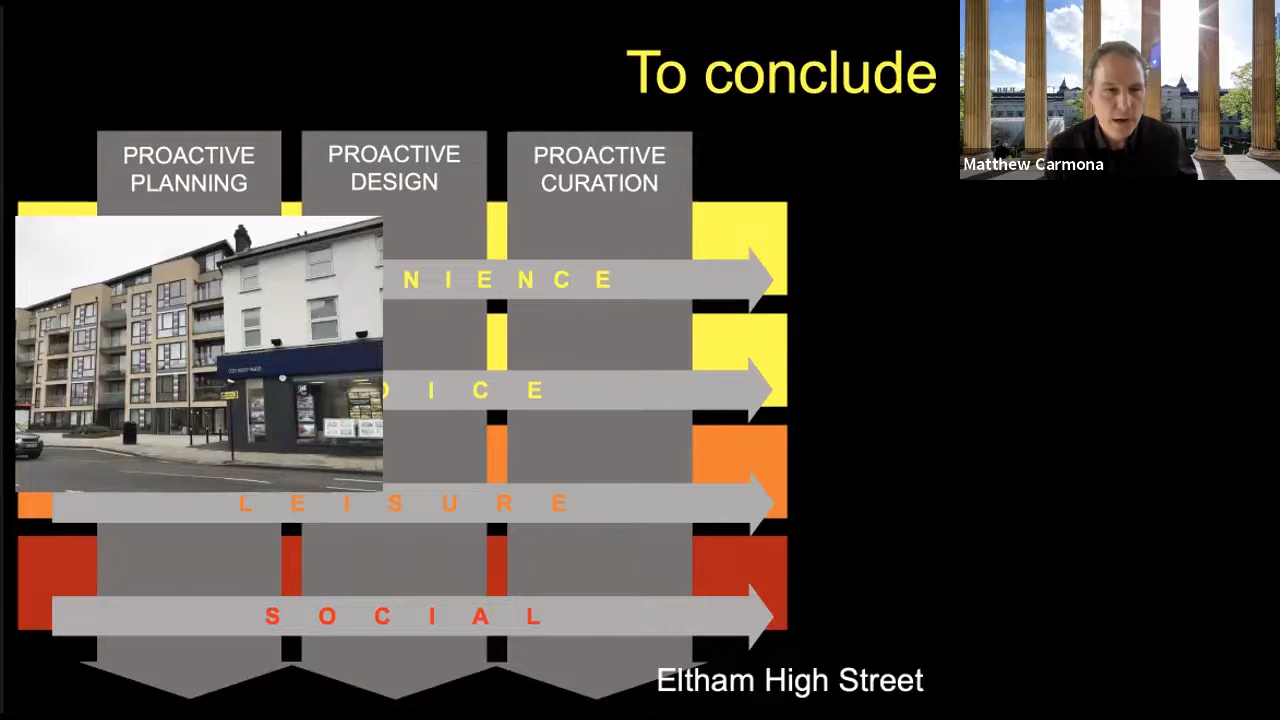 To conclude
Matthew Carmona
PROACTIVE
PLANNING
PROACTIVE
DESIGN
PROACTIVE
CURATION
N I E N C E
I C E
L E I S U R E
S O C I A L
Eltham High Street